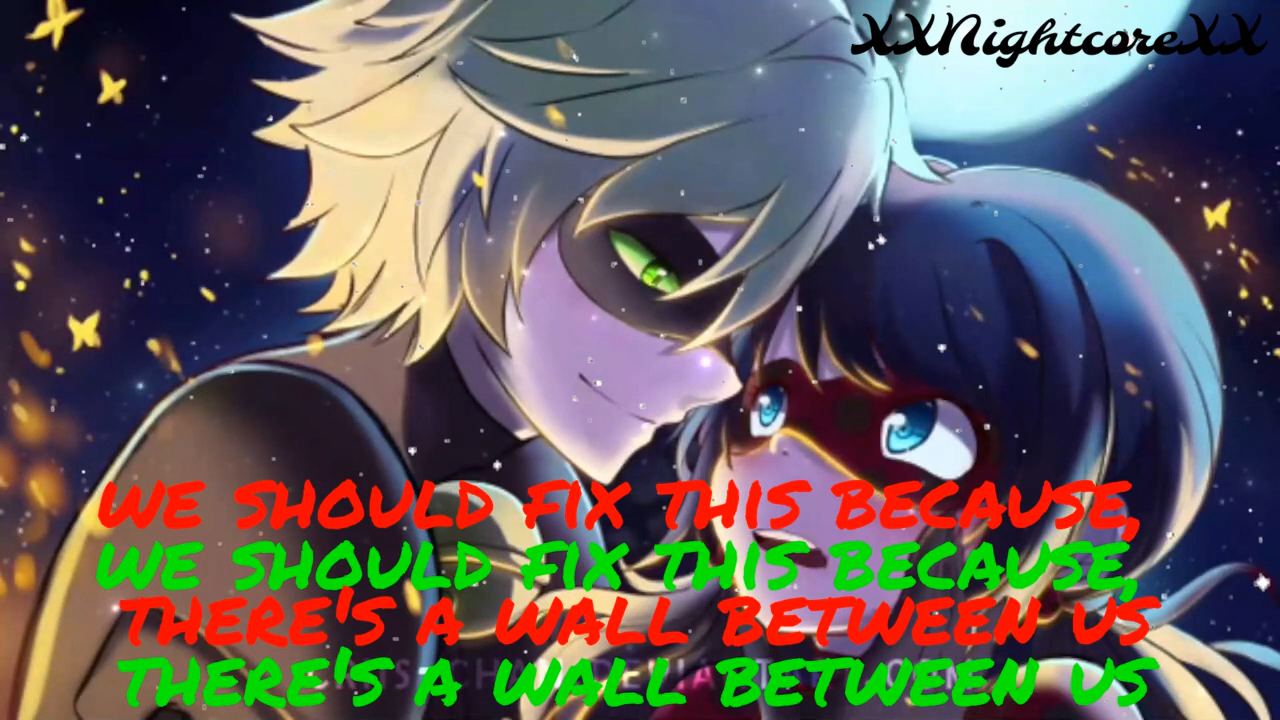 XXNightcoreXX
WE SHOULD FIX THIS BECAUSE,
WE SHOULD FIX THIS BECAUSE,
THERE'S A WALL BETWEEN US
THERE'S A WALL BETWEEN US